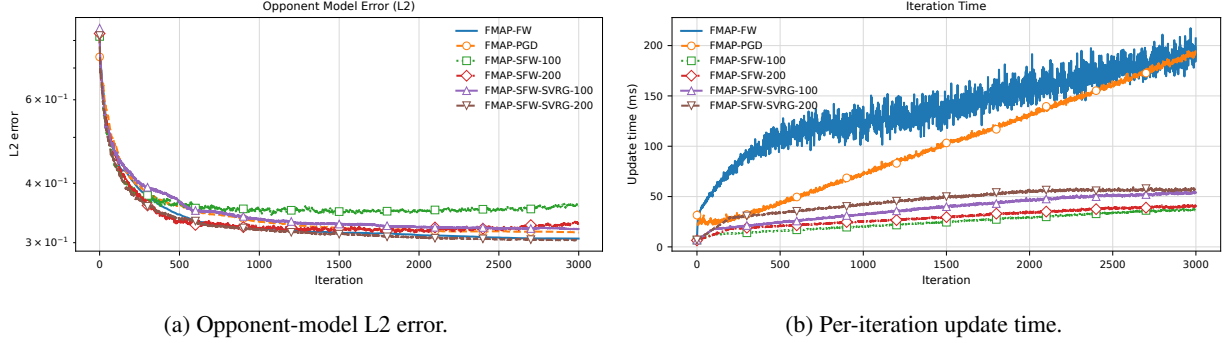 Opponent Model Error (L2)
FMAP-FW
FMAP-PGD
FMAP-SFW-100
FMAP-SFW-200
FMAP-SFW-SVRG-100
FMAP-SFW-SVRG-200
L2 error
6 × 10⁻¹
4 × 10⁻¹
3 × 10⁻¹
0 500 1000 1500 2000 2500 3000
Iteration
(a) Opponent-model L2 error.
Iteration Time
FMAP-FW
FMAP-PGD
FMAP-SFW-100
FMAP-SFW-200
FMAP-SFW-SVRG-100
FMAP-SFW-SVRG-200
Update time (ms)
200
150
100
50
0
0 500 1000 1500 2000 2500 3000
Iteration
(b) Per-iteration update time.